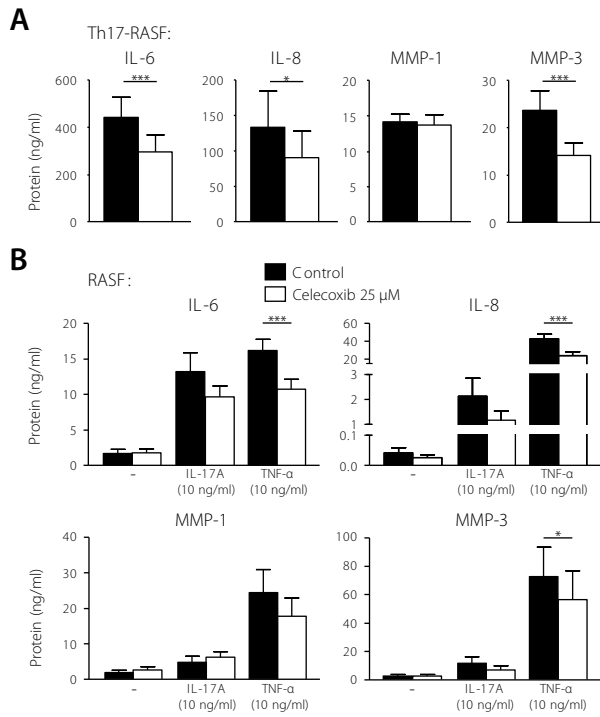 A
Th17-RASF:
IL-6 IL-8 MMP-1 MMP-3
*** * ***
Protein (ng/ml)
600 400 200 0
200 150 100 50 0
20 15 10 5 0
30 20 10 0
B
RASF:
Control
Celecoxib 25 µM
IL-6 IL-8
*** ***
Protein (ng/ml)
20 15 10 5 0
60 40 20 3 2 1 0.1 0.0
- IL-17A TNF-α - IL-17A TNF-α
(10 ng/ml) (10 ng/ml) (10 ng/ml) (10 ng/ml)
MMP-1 MMP-3
*
Protein (ng/ml)
40 30 20 10 0
100 80 60 40 20 0
- IL-17A TNF-α - IL-17A TNF-α
(10 ng/ml) (10 ng/ml) (10 ng/ml) (10 ng/ml)